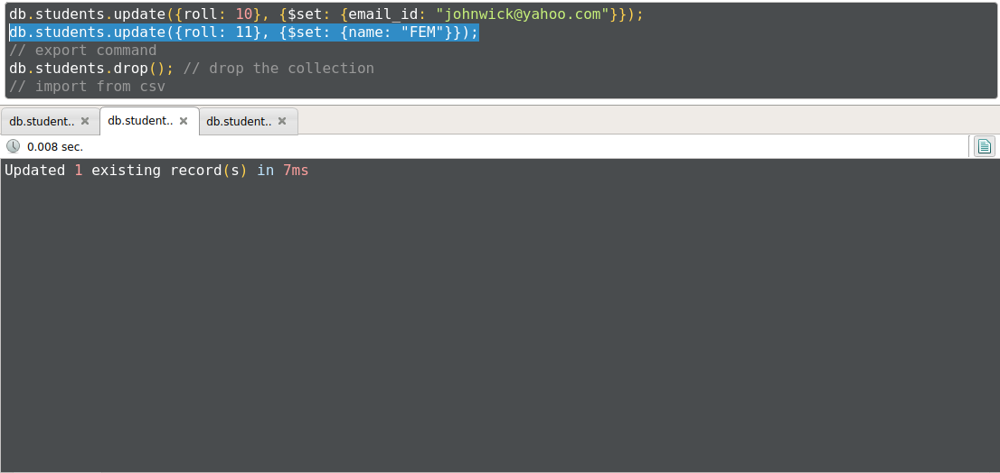 db.students.update({roll: 10}, {$set: {email_id: "johnwick@yahoo.com"}});
db.students.update({roll: 11}, {$set: {name: "FEM"}});
// export command
db.students.drop(); // drop the collection
// import from csv
db.student.. db.student.. db.student..
0.008 sec.
Updated 1 existing record(s) in 7ms